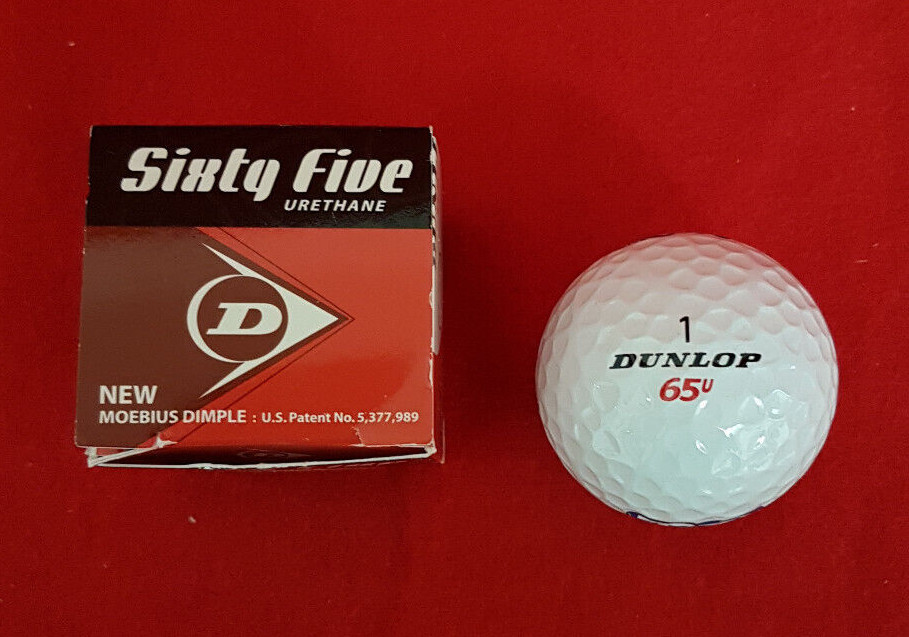 Sixty Five
URETHANE
D
NEW
MOEBIUS DIMPLE : U.S. Patent No. 5,377,989
1
DUNLOP
65U